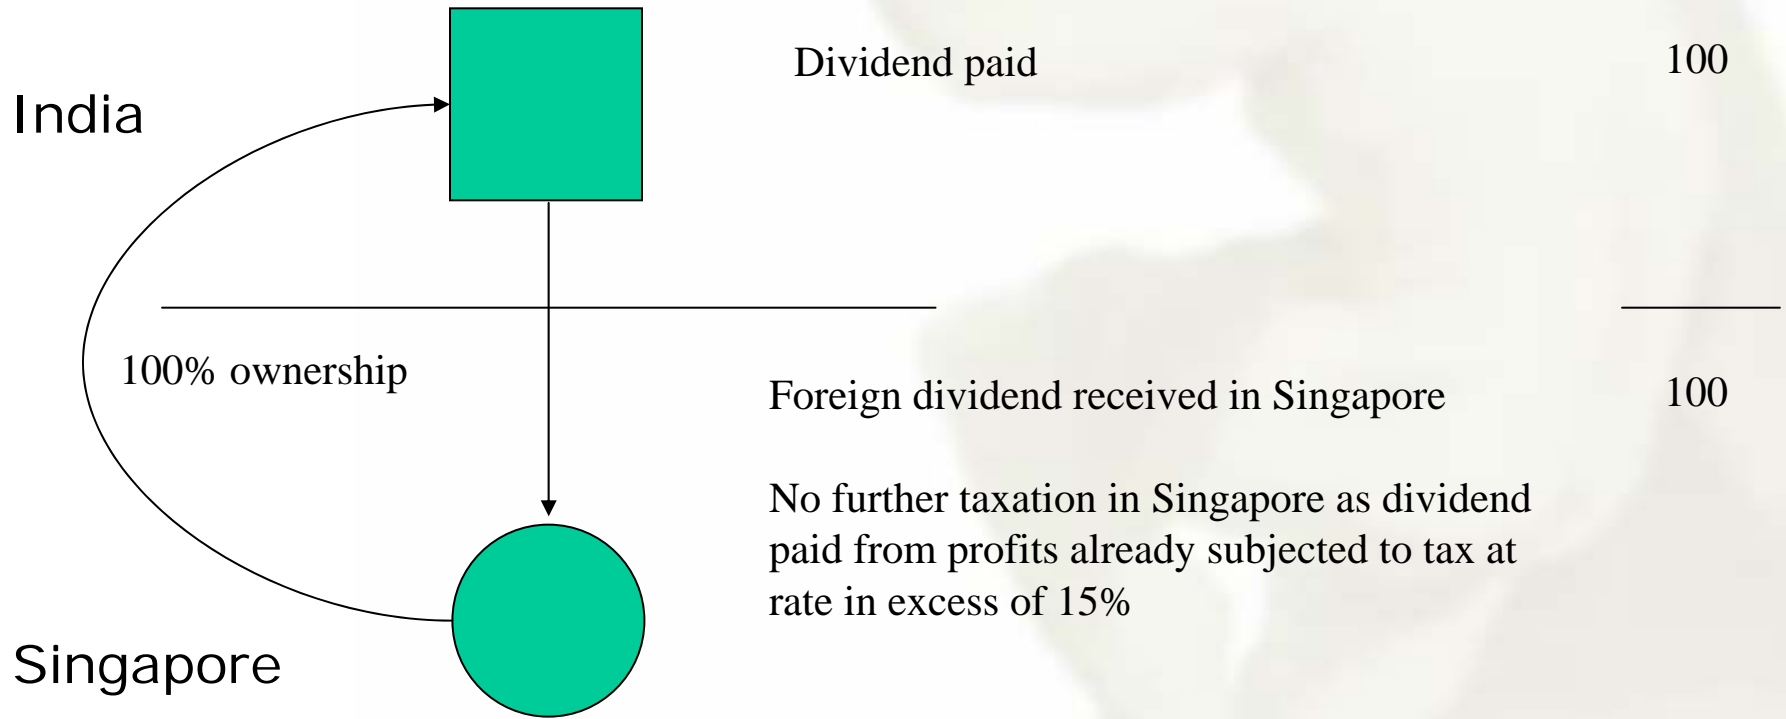 Dividend paid 100
India
100% ownership
Foreign dividend received in Singapore 100
No further taxation in Singapore as dividend
paid from profits already subjected to tax at
rate in excess of 15%
Singapore